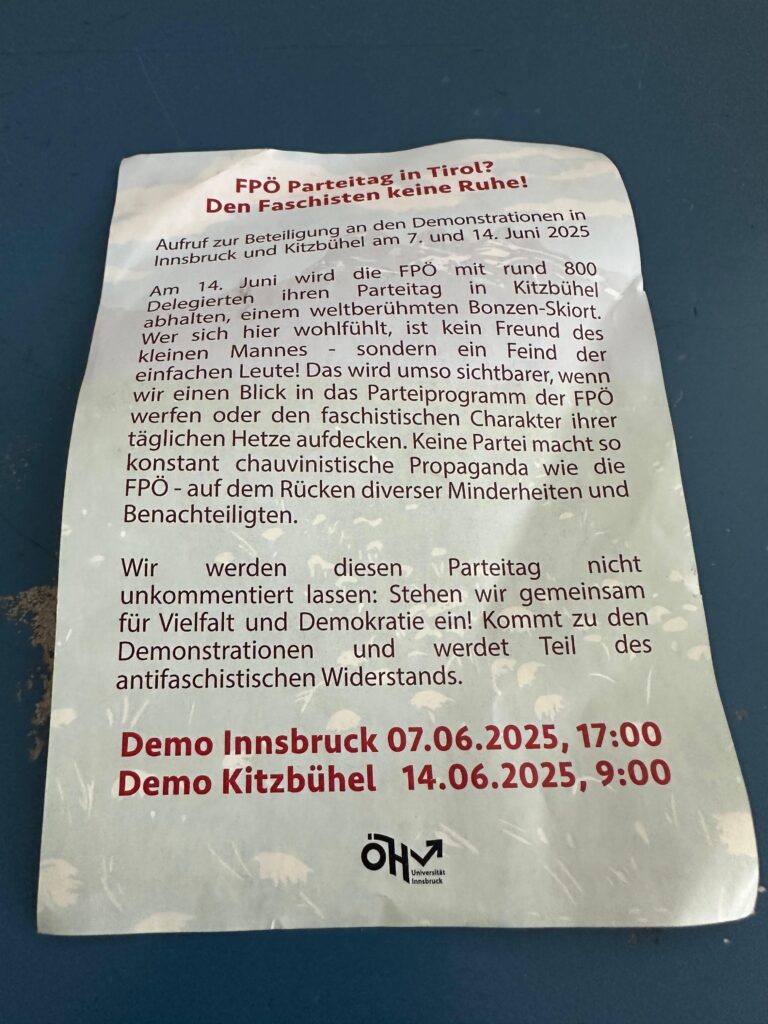 FPÖ Parteitag in Tirol?
Den Faschisten keine Ruhe!
Aufruf zur Beteiligung an den Demonstrationen in
Innsbruck und Kitzbühel am 7. und 14. Juni 2025
Am 14. Juni wird die FPÖ mit rund 800
Delegierten ihren Parteitag in Kitzbühel
abhalten, einem weltberühmten Bonzen-Skiort.
Wer sich hier wohlfühlt, ist kein Freund des
kleinen Mannes - sondern ein Feind der
einfachen Leute! Das wird umso sichtbarer, wenn
wir einen Blick in das Parteiprogramm der FPÖ
werfen oder den faschistischen Charakter ihrer
täglichen Hetze aufdecken. Keine Partei macht so
konstant chauvinistische Propaganda wie die
FPÖ - auf dem Rücken diverser Minderheiten und
Benachteiligten.
Wir werden diesen Parteitag nicht
unkommentiert lassen: Stehen wir gemeinsam
für Vielfalt und Demokratie ein! Kommt zu den
Demonstrationen und werdet Teil des
antifaschistischen Widerstands.
Demo Innsbruck 07.06.2025, 17:00
Demo Kitzbühel 14.06.2025, 9:00
ÖH
Universität
Innsbruck